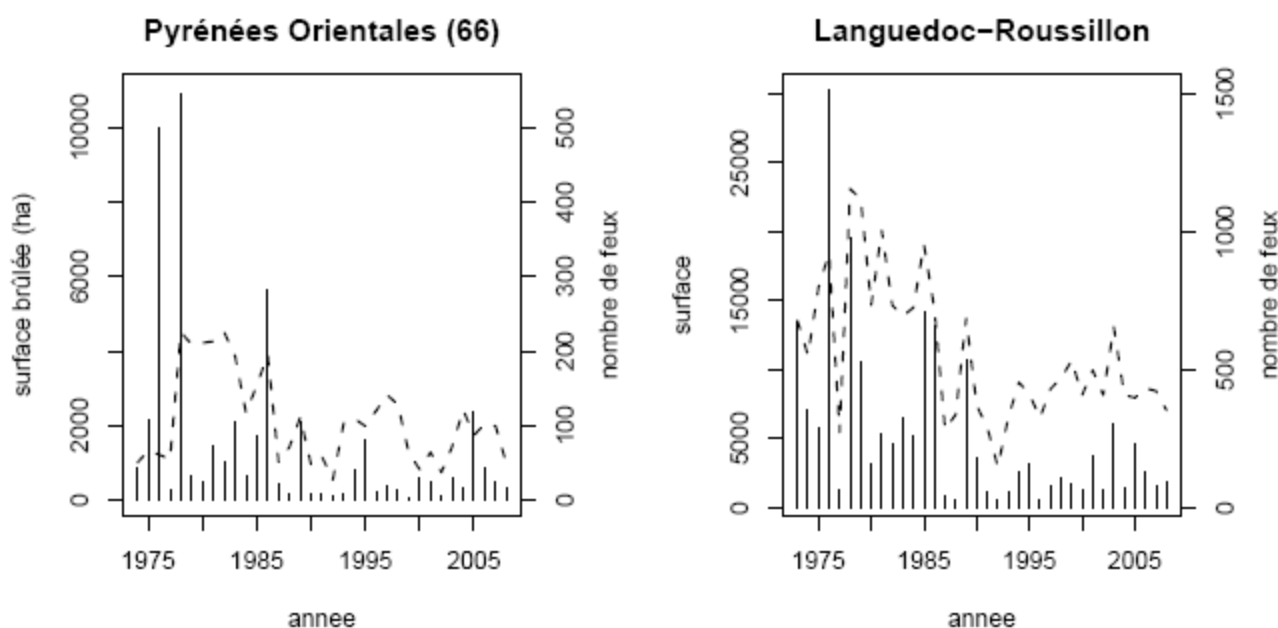 Pyrénées Orientales (66)
surface brûlée (ha)
0 2000 6000 10000
0 100 200 300 400 500
nombre de feux
1975 1985 1995 2005
annee
Languedoc−Roussillon
surface
0 5000 15000 25000
0 500 1000 1500
nombre de feux
1975 1985 1995 2005
annee